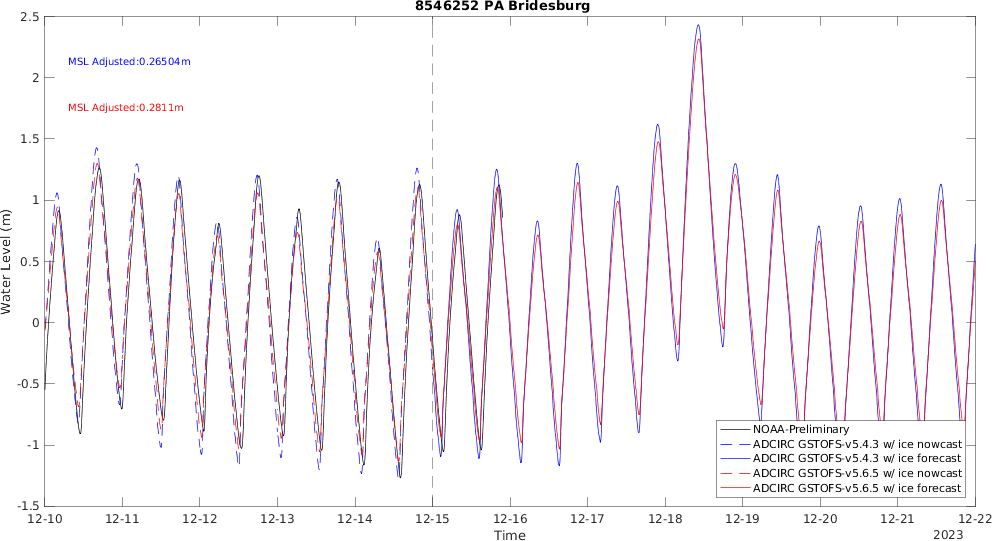 8546252 PA Bridesburg
MSL Adjusted:0.26504m
MSL Adjusted:0.2811m
2.5
2
1.5
1
0.5
0
-0.5
-1
-1.5
Water Level (m)
NOAA-Preliminary
ADCIRC GSTOFS-v5.4.3 w/ ice nowcast
ADCIRC GSTOFS-v5.4.3 w/ ice forecast
ADCIRC GSTOFS-v5.6.5 w/ ice nowcast
ADCIRC GSTOFS-v5.6.5 w/ ice forecast
12-10 12-11 12-12 12-13 12-14 12-15 12-16 12-17 12-18 12-19 12-20 12-21 12-22
Time
2023